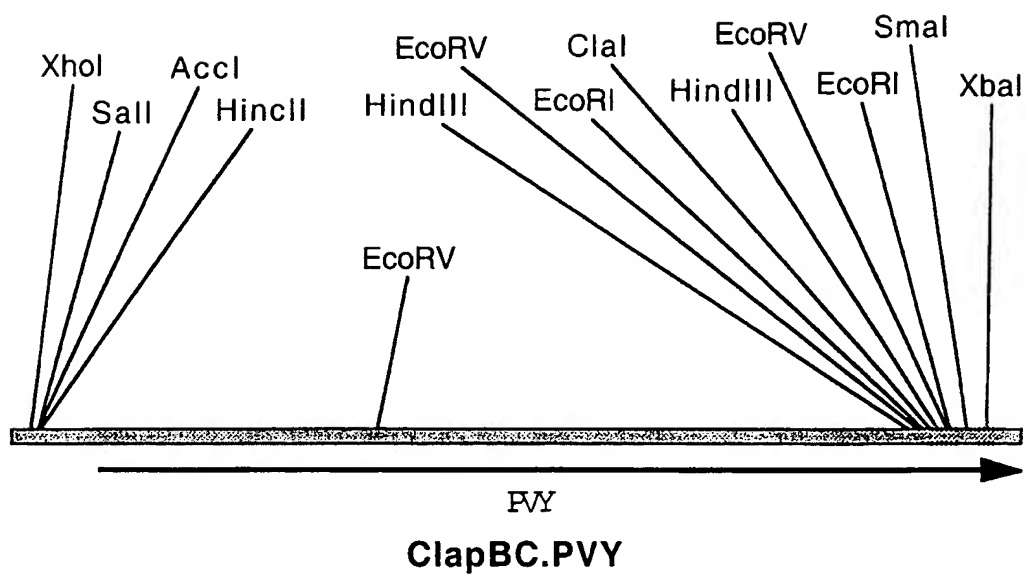 XhoI
SalI
AccI
HincII
EcoRV
HindIII
EcoRI
ClaI
HindIII
EcoRV
EcoRI
SmaI
XbaI
EcoRV
PVY
ClapBC.PVY